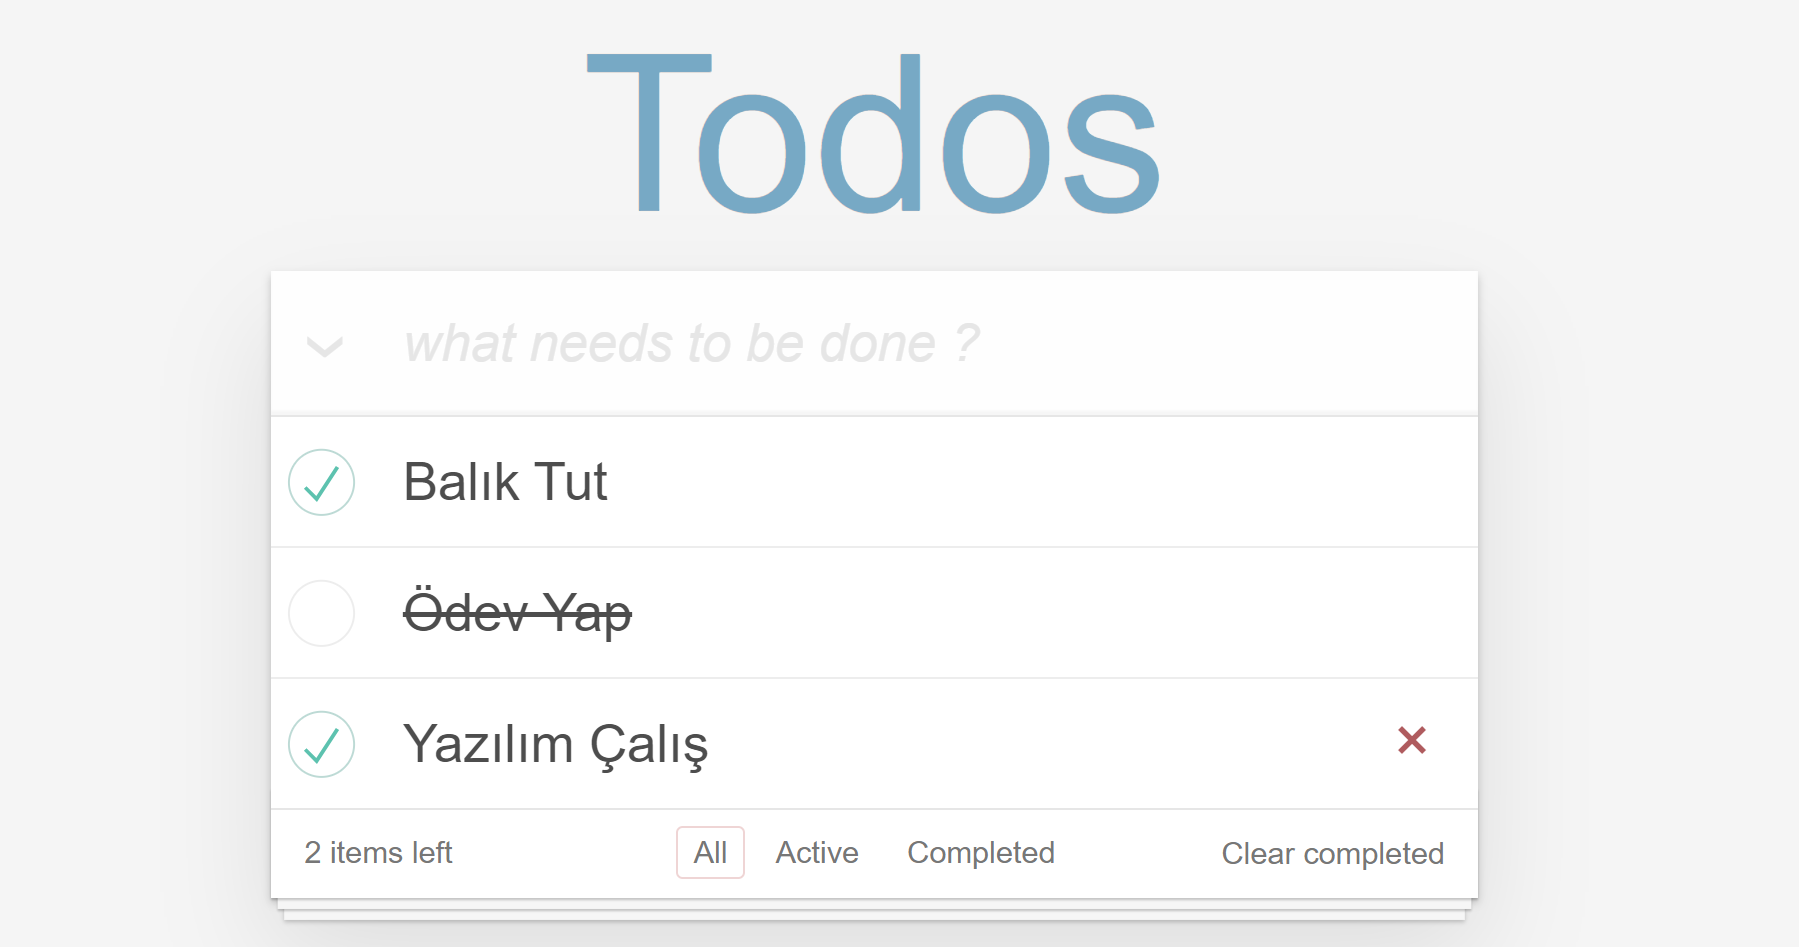 Todos
what needs to be done ?
Balık Tut
Ödev Yap
Yazılım Çalış
2 items left All Active Completed Clear completed